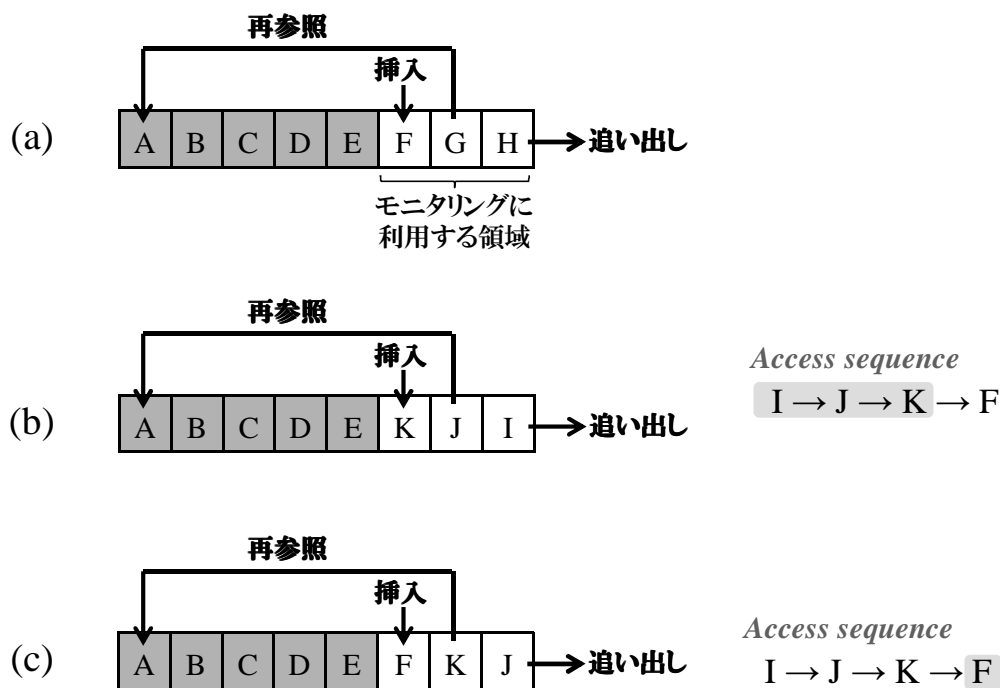 再参照
挿入
(a) A B C D E F G H 追い出し
モニタリングに
利用する領域
再参照
挿入
Access sequence
I → J → K → F
(b) A B C D E K J I 追い出し
再参照
挿入
Access sequence
(c) A B C D E F K J 追い出し
I → J → K → F